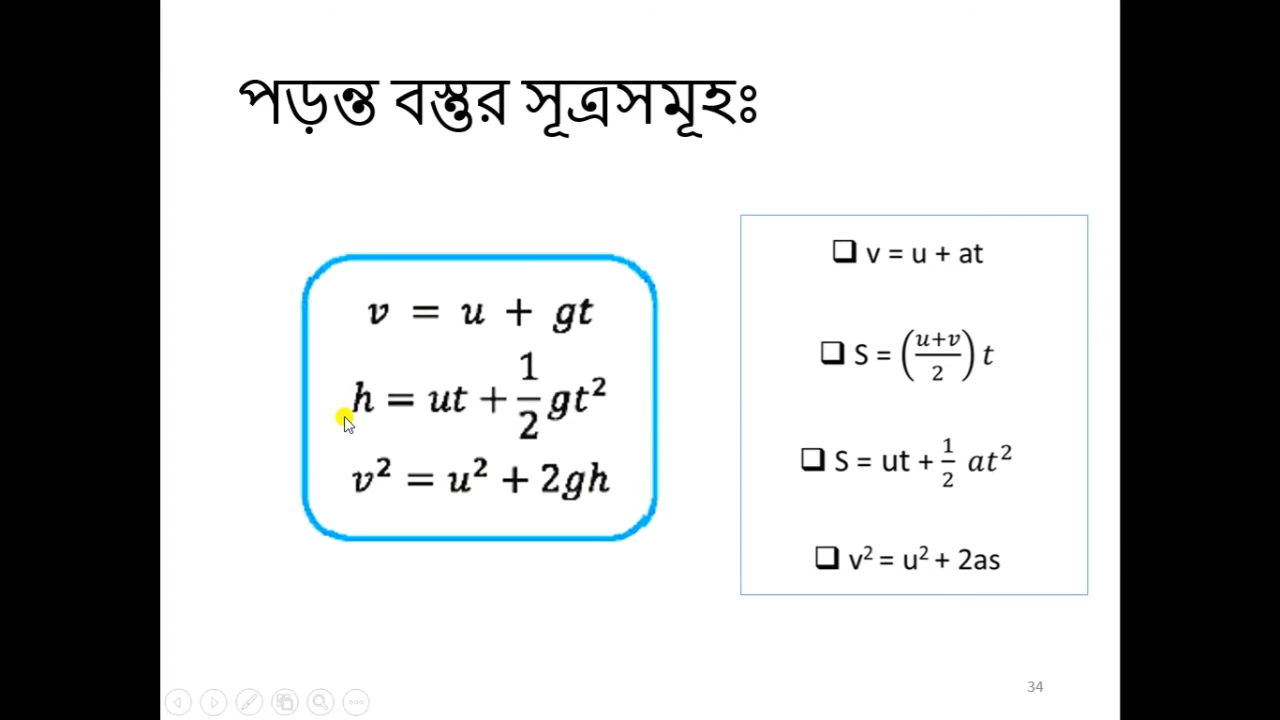 পড়ন্ত বস্তুর সূত্রসমূহঃ
v = u + gt
h = ut + 1/2 gt²
v² = u² + 2gh
❑ v = u + at
❑ S = ((u+v)/2) t
❑ S = ut + 1/2 at²
❑ v² = u² + 2as
34